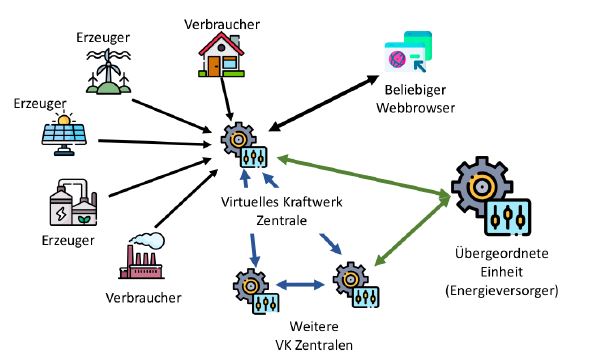 Verbraucher
Erzeuger
Erzeuger
Beliebiger
Webbrowser
Virtuelles Kraftwerk
Zentrale
Erzeuger
Übergeordnete
Einheit
(Energieversorger)
Verbraucher
Weitere
VK Zentralen